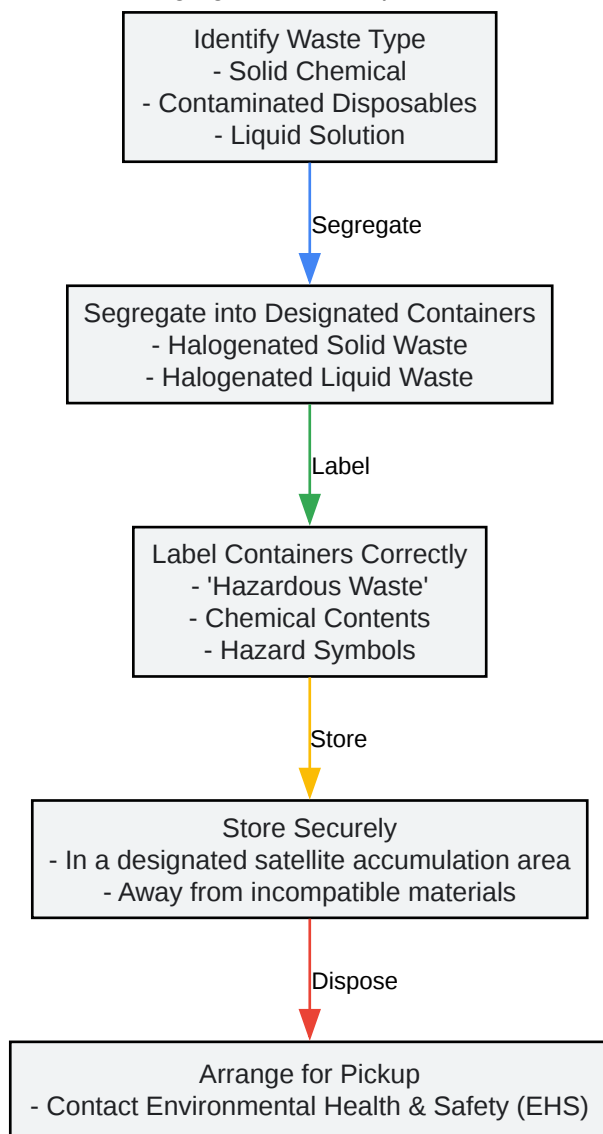 Identify Waste Type
- Solid Chemical
- Contaminated Disposables
- Liquid Solution
Segregate
Segregate into Designated Containers
- Halogenated Solid Waste
- Halogenated Liquid Waste
Label
Label Containers Correctly
- 'Hazardous Waste'
- Chemical Contents
- Hazard Symbols
Store
Store Securely
- In a designated satellite accumulation area
- Away from incompatible materials
Dispose
Arrange for Pickup
- Contact Environmental Health & Safety (EHS)